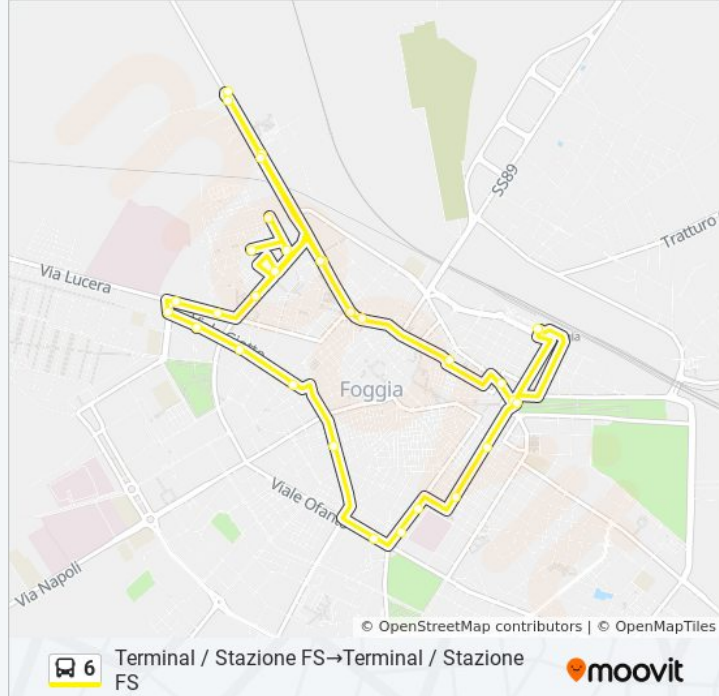 SS89
Tratturo
Via Lucera
Foggia
Viale Ofanto
Via Napoli
© OpenStreetMap contributors | © OpenMapTiles
6
Terminal / Stazione FS→Terminal / Stazione
FS
moovit